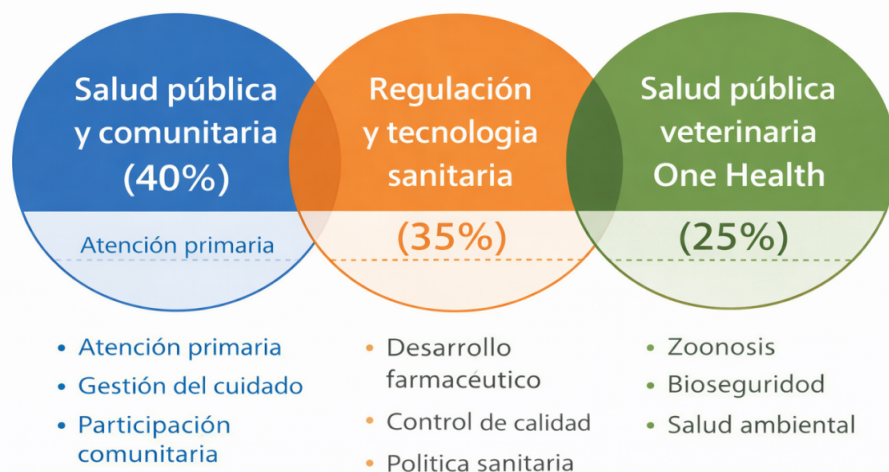 Salud pública
y comunitaria
(40%)
Atención primaria
Regulación
y tecnologia
sanitaria
(35%)
Salud pública
veterinaria
One Health
(25%)
• Atención primaria
• Gestión del cuidado
• Participación
comunitaria
• Desarrollo
farmacéutico
• Control de calidad
• Politica sanitaria
• Zoonosis
• Bioseguridod
• Salud ambiental